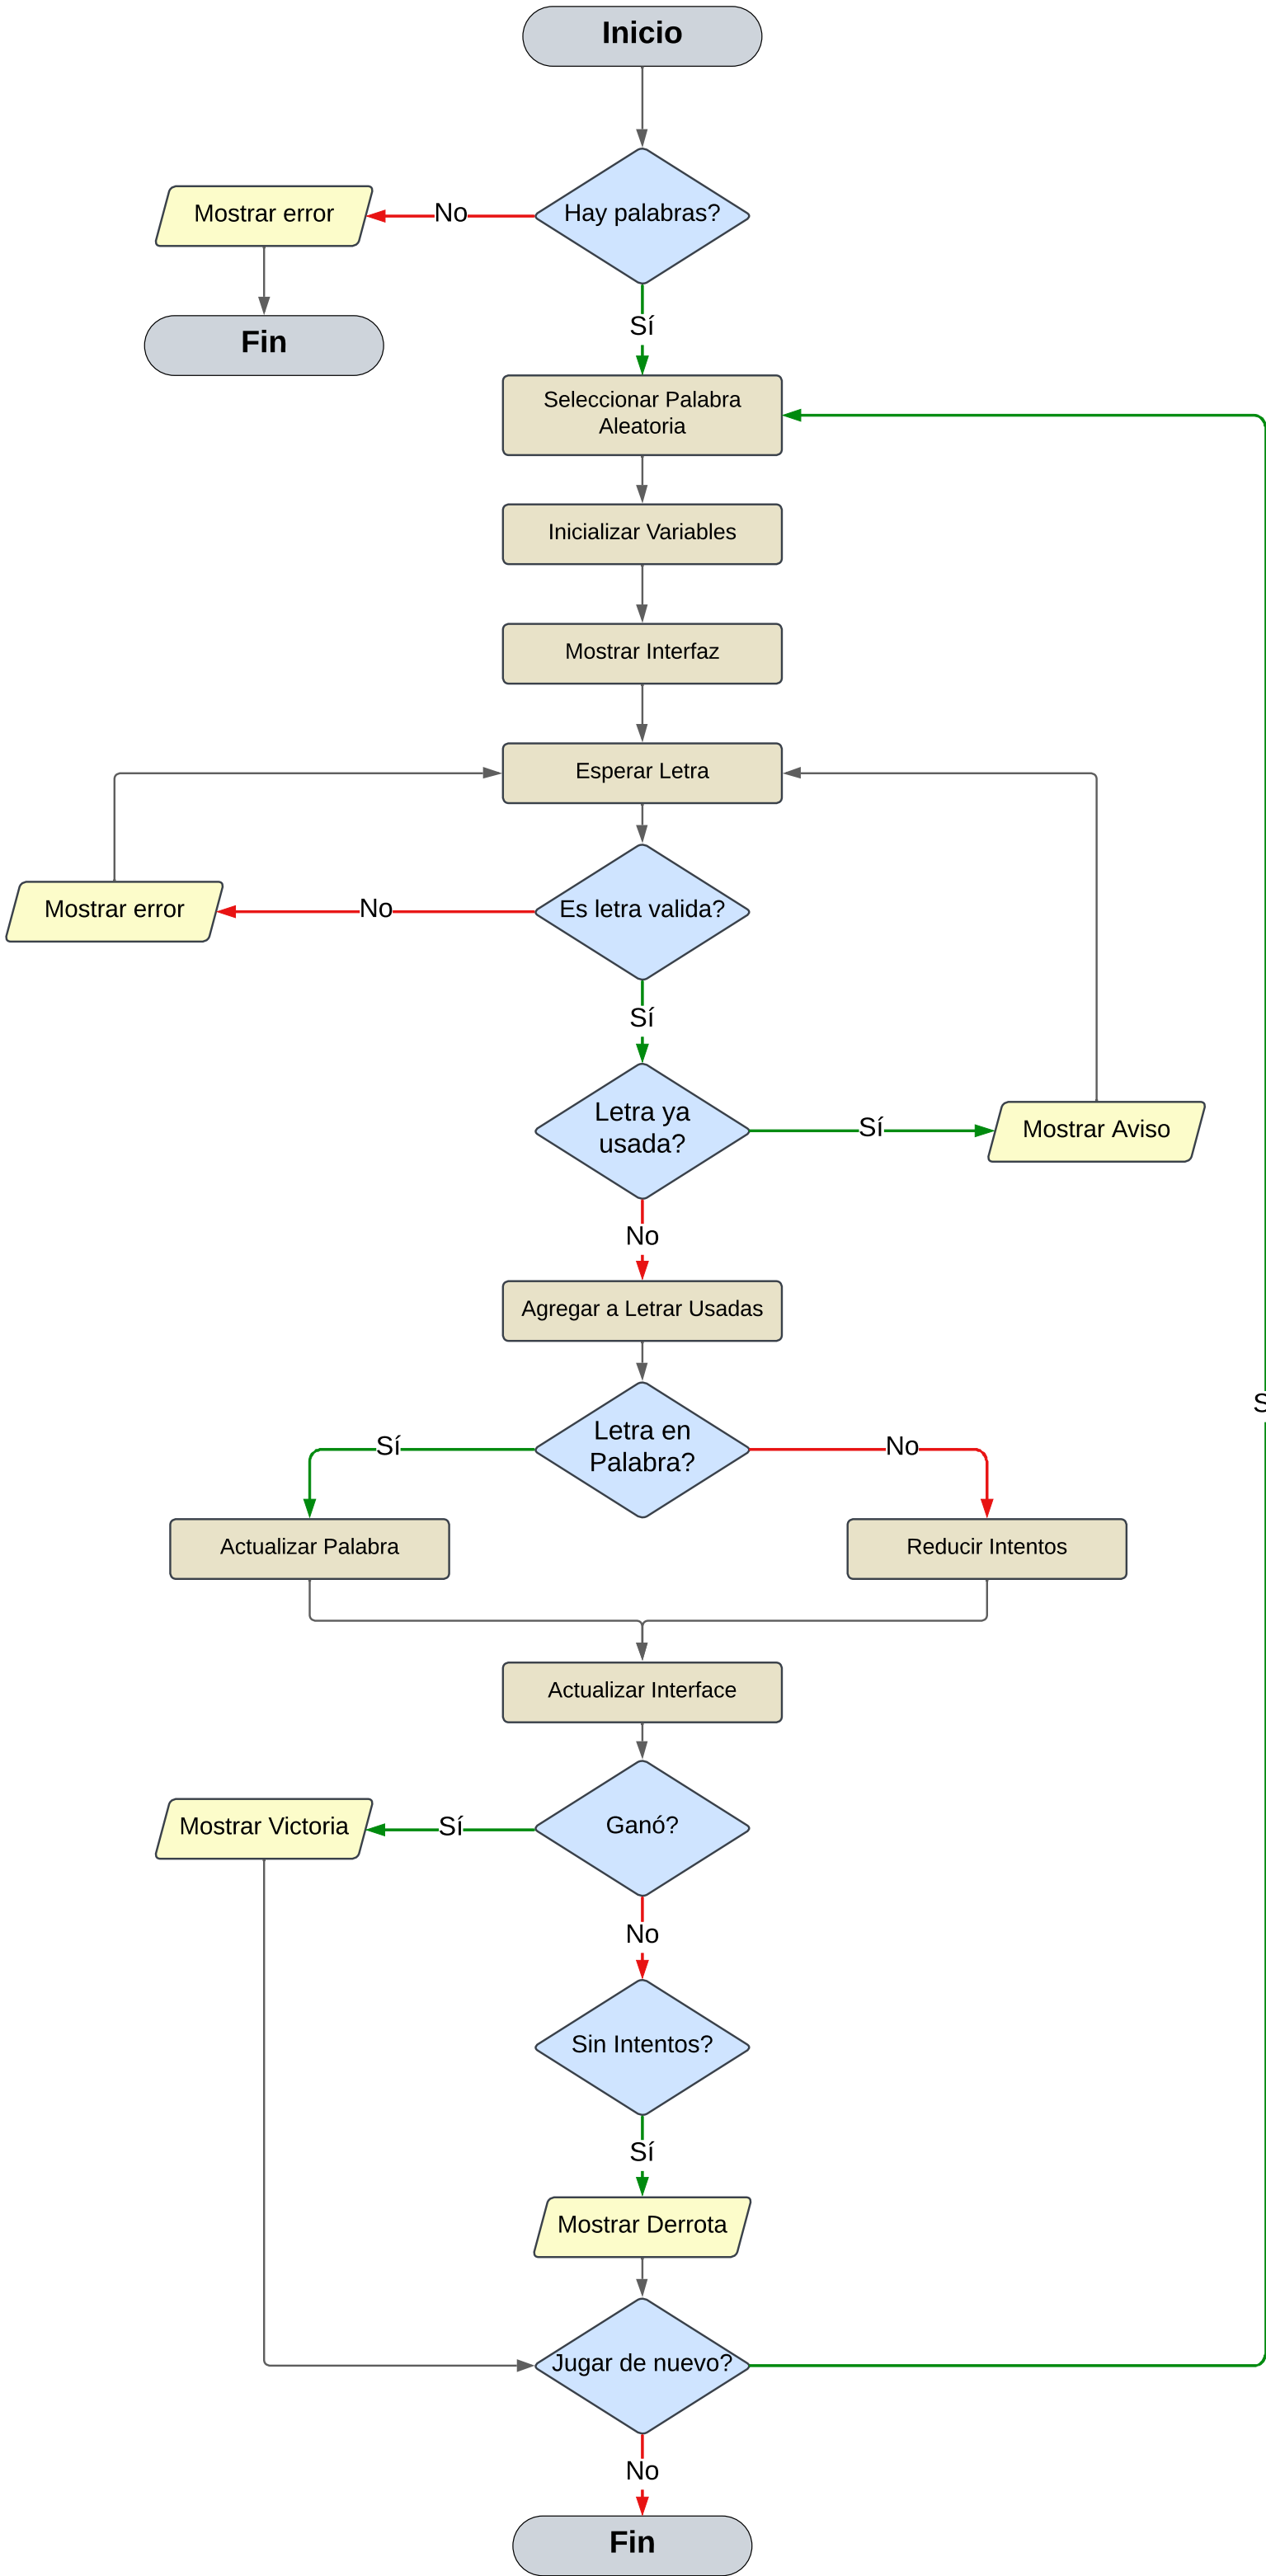 Inicio
Hay palabras?
No
Mostrar error
Fin
Sí
Seleccionar Palabra
Aleatoria
Inicializar Variables
Mostrar Interfaz
Esperar Letra
Es letra valida?
No
Mostrar error
Sí
Letra ya
usada?
Sí
Mostrar Aviso
No
Agregar a Letrar Usadas
Letra en
Palabra?
Sí
No
Actualizar Palabra
Reducir Intentos
Actualizar Interface
Ganó?
Sí
Mostrar Victoria
No
Sin Intentos?
Sí
Mostrar Derrota
Jugar de nuevo?
No
Fin